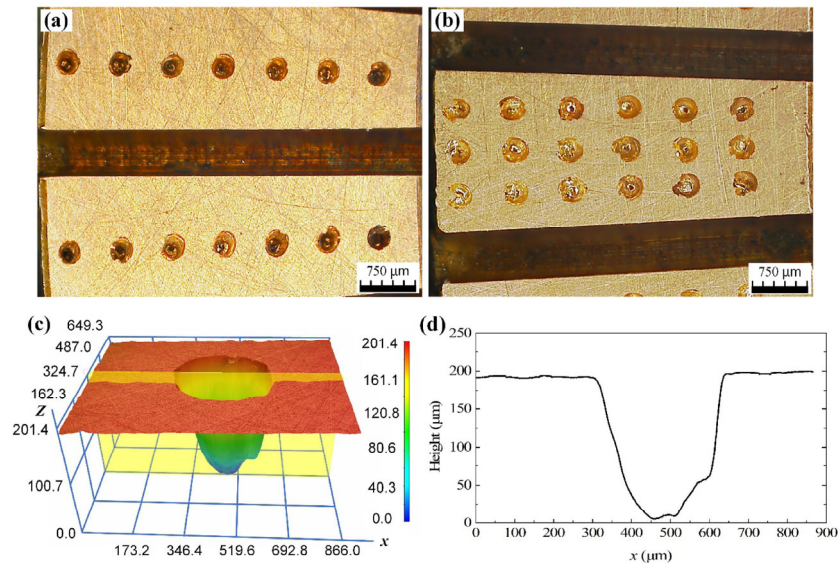 (a)
750 μm
(b)
750 μm
(c)
649.3
487.0
324.7
162.3
Z
201.4
100.7
0.0
173.2 346.4 519.6 692.8 866.0 x
201.4
161.1
120.8
80.6
40.3
0.0
(d)
250
200
150
100
50
0
Height (μm)
0 100 200 300 400 500 600 700 800 900
x (μm)